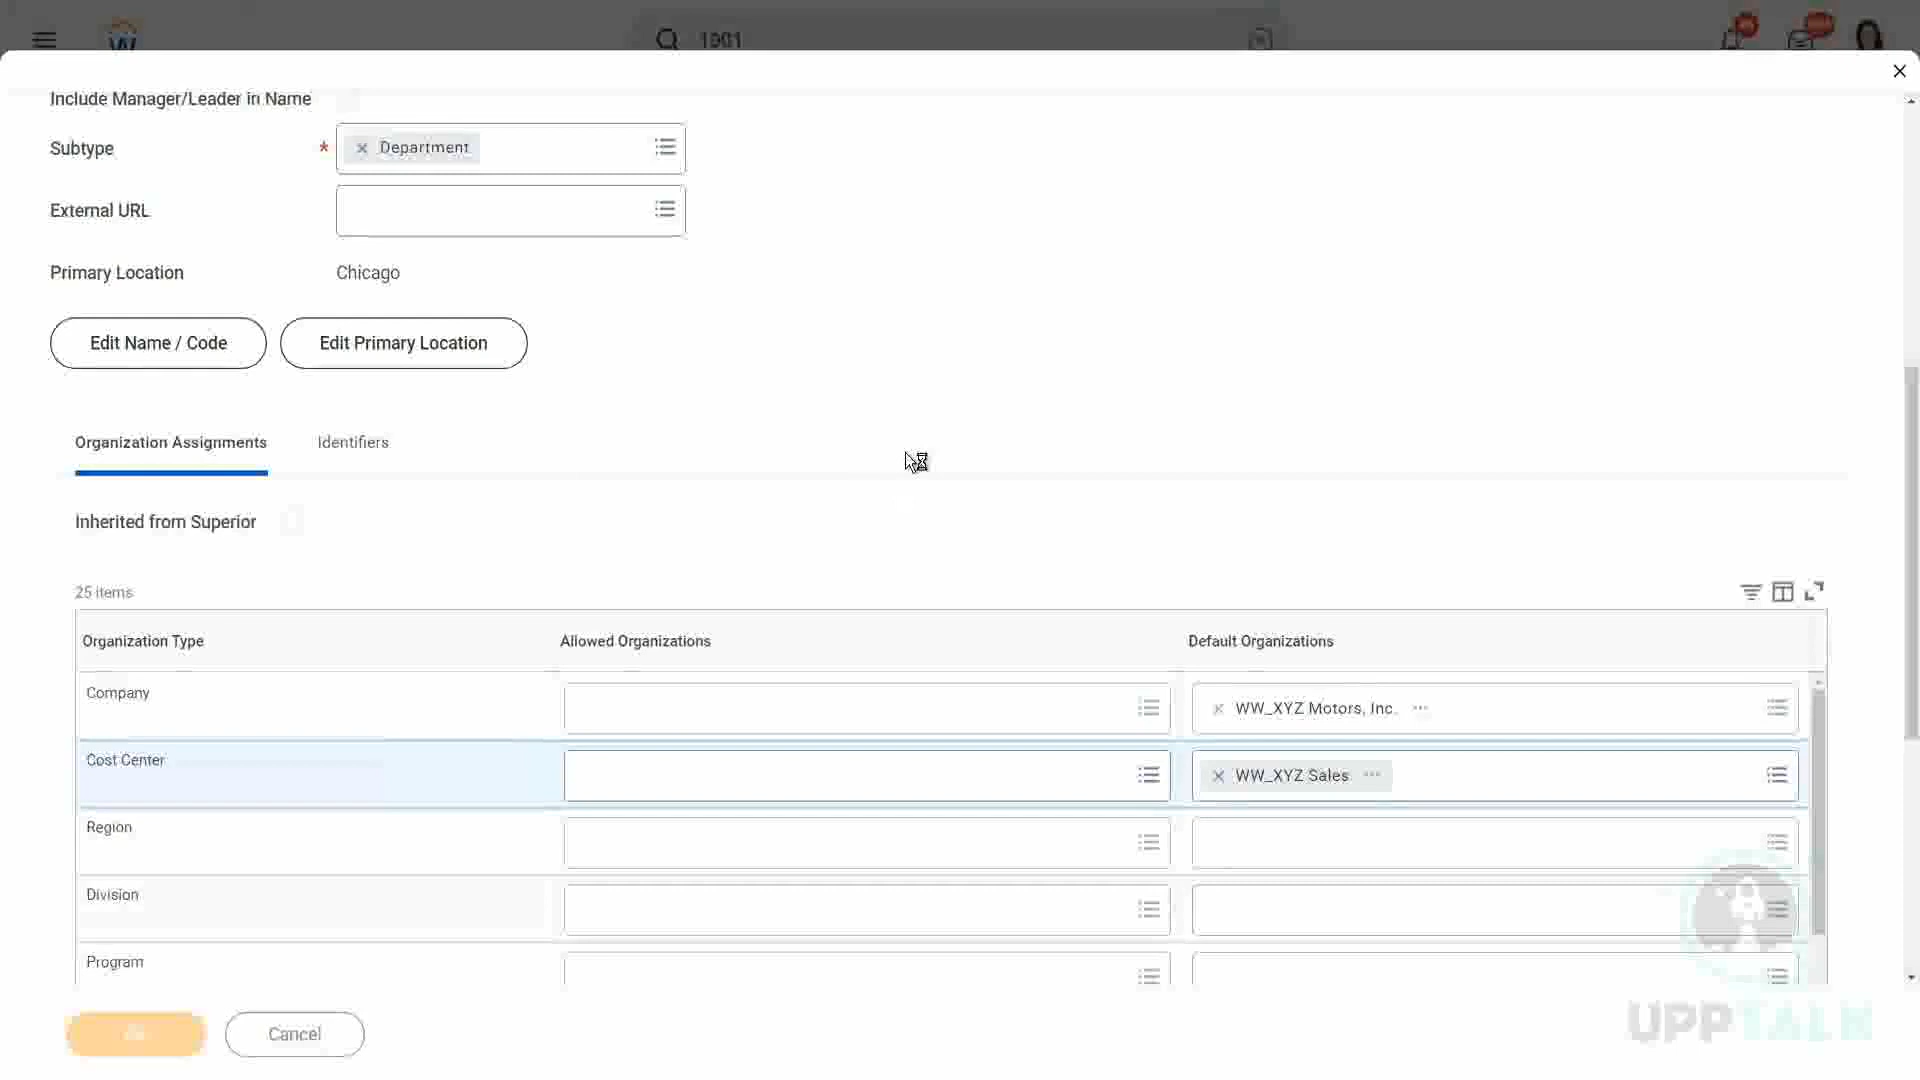 1901
Include Manager/Leader in Name
Subtype * × Department
External URL
Primary Location Chicago
Edit Name / Code Edit Primary Location
Organization Assignments Identifiers
Inherited from Superior
25 items
Organization Type Allowed Organizations Default Organizations
Company × WW_XYZ Motors, Inc. ...
Cost Center × WW_XYZ Sales ...
Region
Division
Program
Cancel
UPPTALK